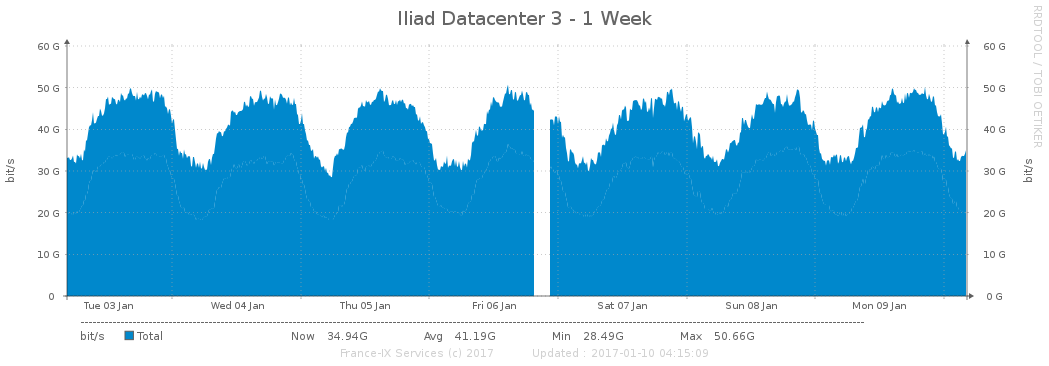 Iliad Datacenter 3 - 1 Week
RRDTOOL / TOBI OETIKER
60 G 60 G
50 G 50 G
40 G 40 G
30 G 30 G
20 G 20 G
10 G 10 G
0 0 G
bit/s bit/s
Tue 03 Jan Wed 04 Jan Thu 05 Jan Fri 06 Jan Sat 07 Jan Sun 08 Jan Mon 09 Jan
bit/s Total Now 34.94G Avg 41.19G Min 28.49G Max 50.66G
France-IX Services (c) 2017 Updated : 2017-01-10 04:15:09